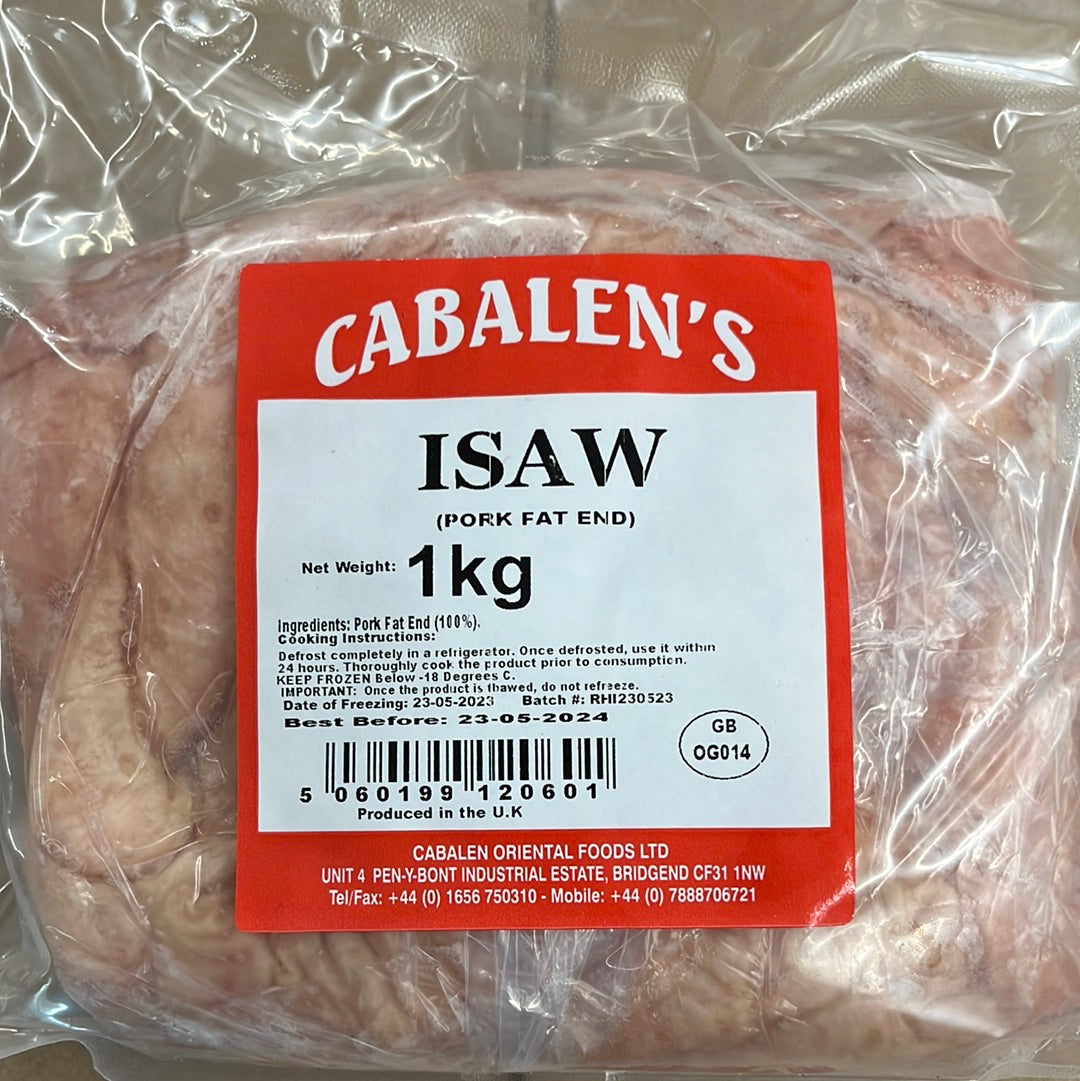 CABALEN'S
ISAW
(PORK FAT END)
Net Weight: 1kg
Ingredients: Pork Fat End (100%).
Cooking Instructions:
Defrost completely in a refrigerator. Once defrosted, use it within
24 hours. Thoroughly cook the product prior to consumption.
KEEP FROZEN Below -18 Degrees C.
IMPORTANT: Once the product is thawed, do not refreeze.
Date of Freezing: 23-05-2023 Batch #: RHI230523
Best Before: 23-05-2024
GB
OG014
5 060199 120601
Produced in the U.K
CABALEN ORIENTAL FOODS LTD
UNIT 4 PEN-Y-BONT INDUSTRIAL ESTATE, BRIDGEND CF31 1NW
Tel/Fax: +44 (0) 1656 750310 - Mobile: +44 (0) 7888706721